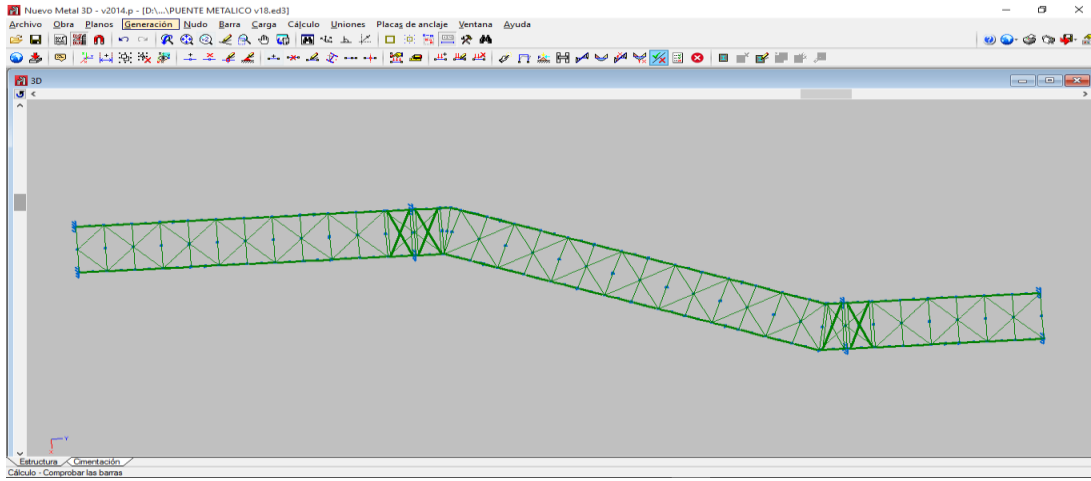 Nuevo Metal 3D - v2014.p - [D:\...\PUENTE METALICO v18.ed3]
Archivo Obra Planos Generación Nudo Barra Carga Cálculo Uniones Placas de anclaje Ventana Ayuda
3D
Y
X
Estructura Cimentación
Cálculo - Comprobar las barras